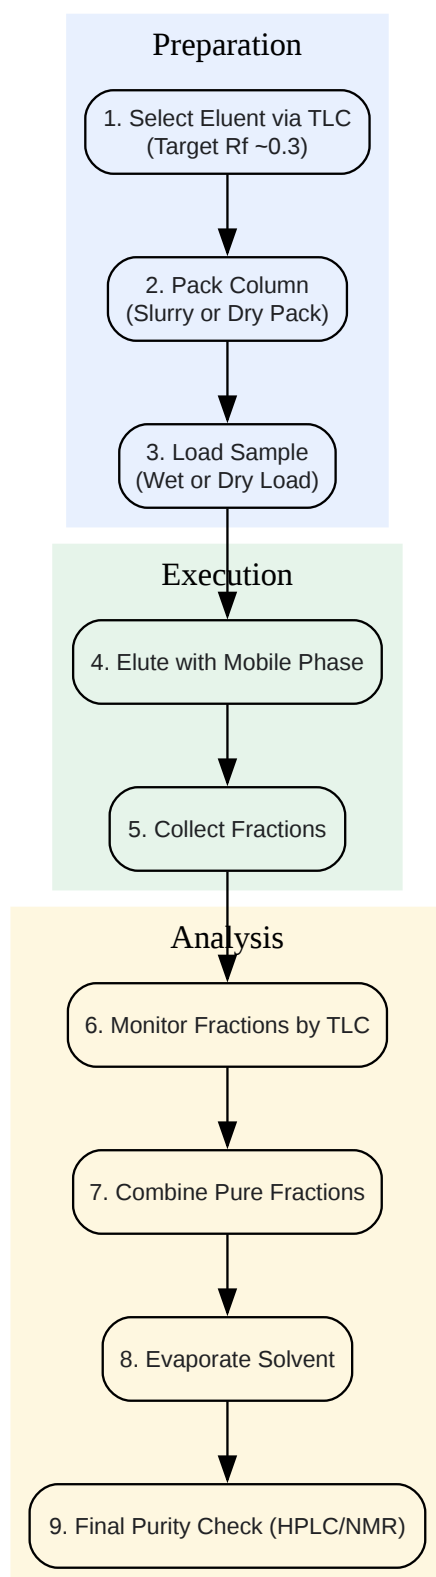 Preparation
1. Select Eluent via TLC
(Target Rf ~0.3)
2. Pack Column
(Slurry or Dry Pack)
3. Load Sample
(Wet or Dry Load)
Execution
4. Elute with Mobile Phase
5. Collect Fractions
Analysis
6. Monitor Fractions by TLC
7. Combine Pure Fractions
8. Evaporate Solvent
9. Final Purity Check (HPLC/NMR)